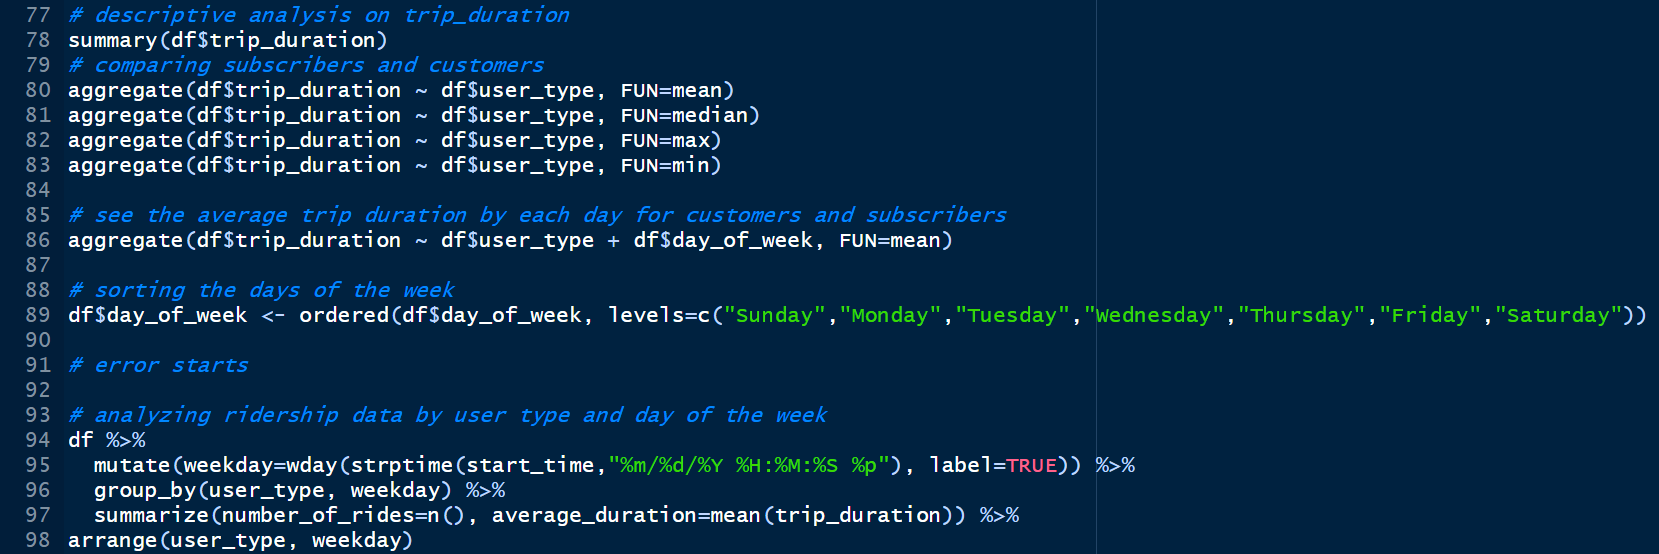 77 # descriptive analysis on trip_duration
78 summary(df$trip_duration)
79 # comparing subscribers and customers
80 aggregate(df$trip_duration ~ df$user_type, FUN=mean)
81 aggregate(df$trip_duration ~ df$user_type, FUN=median)
82 aggregate(df$trip_duration ~ df$user_type, FUN=max)
83 aggregate(df$trip_duration ~ df$user_type, FUN=min)
84
85 # see the average trip duration by each day for customers and subscribers
86 aggregate(df$trip_duration ~ df$user_type + df$day_of_week, FUN=mean)
87
88 # sorting the days of the week
89 df$day_of_week <- ordered(df$day_of_week, levels=c("Sunday","Monday","Tuesday","Wednesday","Thursday","Friday","Saturday"))
90
91 # error starts
92
93 # analyzing ridership data by user type and day of the week
94 df %>%
95   mutate(weekday=wday(strptime(start_time,"%m/%d/%Y %H:%M:%S %p"), label=TRUE)) %>%
96   group_by(user_type, weekday) %>%
97   summarize(number_of_rides=n(), average_duration=mean(trip_duration)) %>%
98 arrange(user_type, weekday)